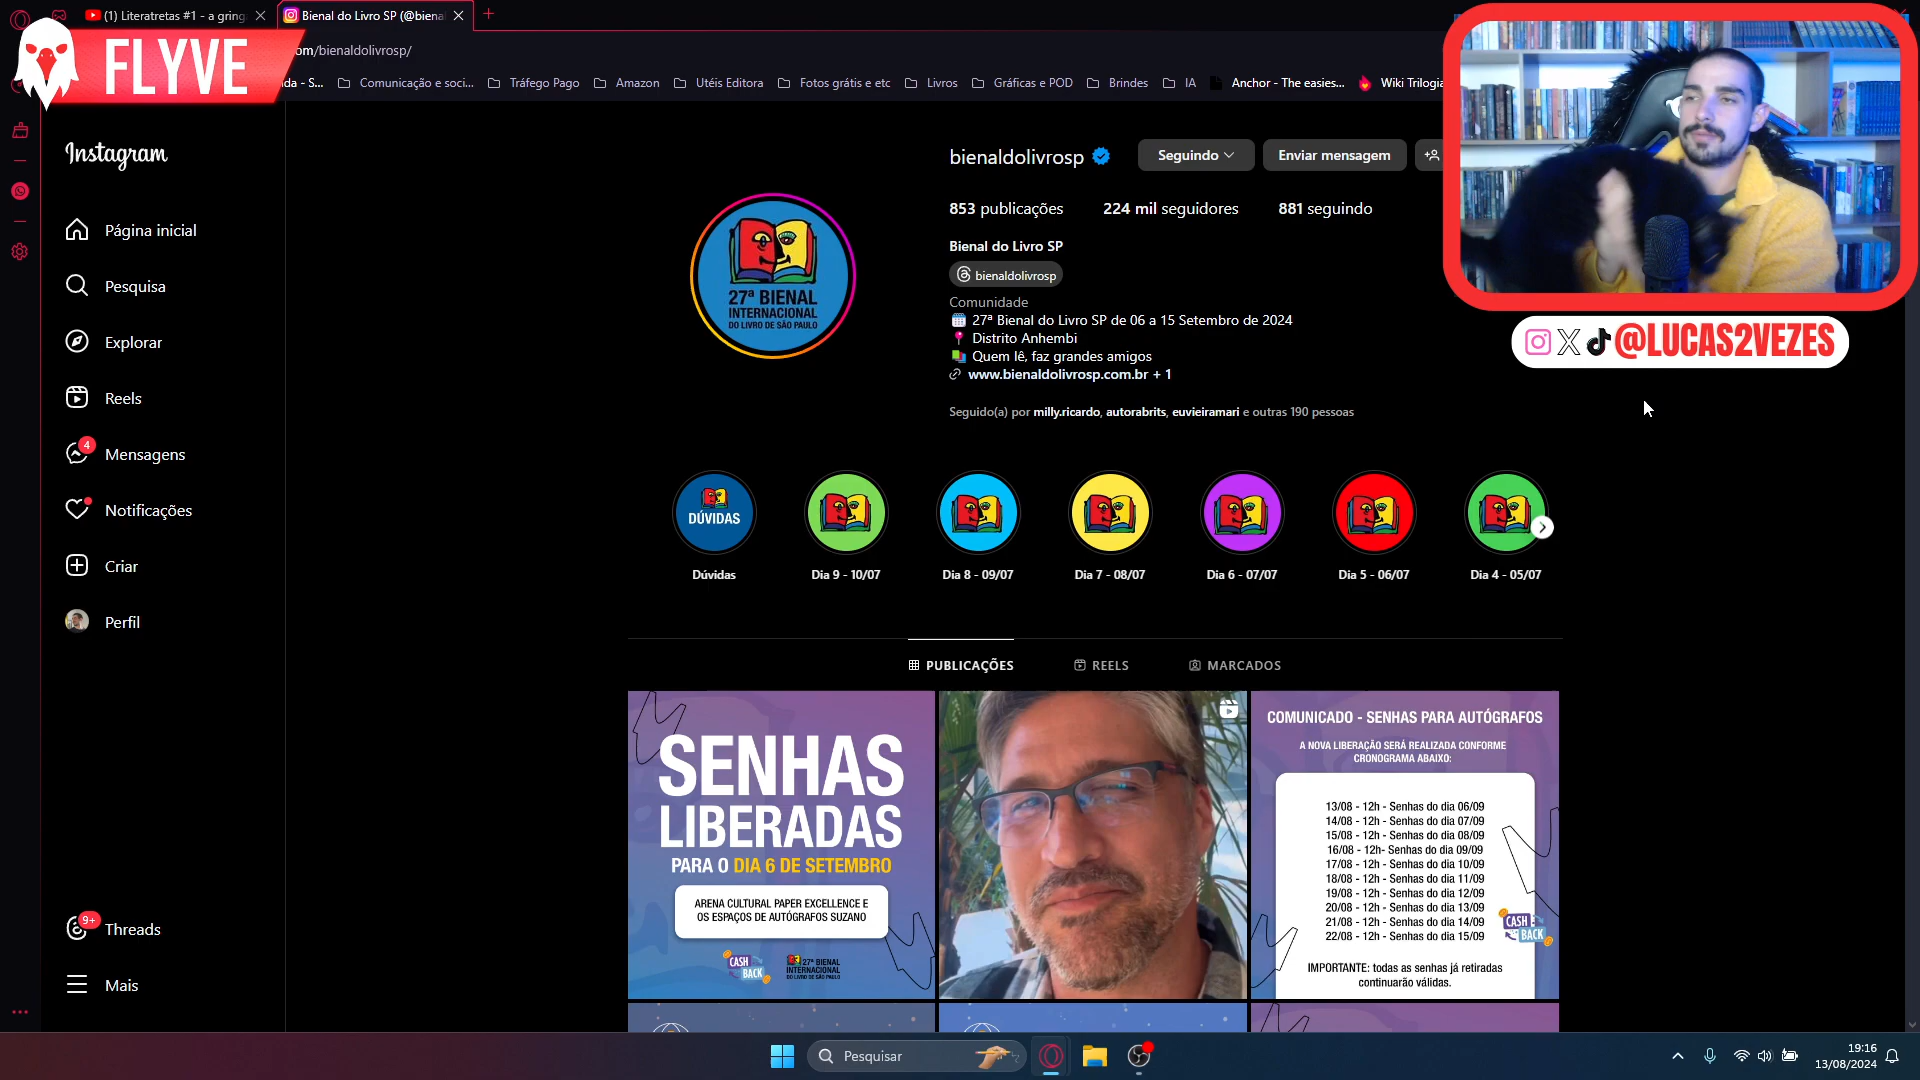 (1) Literatretas #1 - a gring
Bienal do Livro SP (@biena
FLYVE
om/bienaldolivrosp/
da - S...
Comunicação e soci...
Tráfego Pago
Amazon
Utéis Editora
Fotos grátis e etc
Livros
Gráficas e POD
Brindes
IA
Anchor - The easies...
Wiki Trilogia
Instagram
Página inicial
Pesquisa
Explorar
Reels
4
Mensagens
Notificações
Criar
Perfil
9+
Threads
Mais
bienaldolivrosp
Seguindo
Enviar mensagem
853 publicações
224 mil seguidores
881 seguindo
Bienal do Livro SP
bienaldolivrosp
Comunidade
27ª Bienal do Livro SP de 06 a 15 Setembro de 2024
Distrito Anhembi
Quem lê, faz grandes amigos
www.bienaldolivrosp.com.br + 1
Seguido(a) por milly.ricardo, autorabrits, euvieiramari e outras 190 pessoas
27ª BIENAL
INTERNACIONAL
DO LIVRO DE SÃO PAULO
@LUCAS2VEZES
DÚVIDAS
Dúvidas
Dia 9 - 10/07
Dia 8 - 09/07
Dia 7 - 08/07
Dia 6 - 07/07
Dia 5 - 06/07
Dia 4 - 05/07
PUBLICAÇÕES
REELS
MARCADOS
SENHAS
LIBERADAS
PARA O DIA 6 DE SETEMBRO
ARENA CULTURAL PAPER EXCELLENCE E
OS ESPAÇOS DE AUTÓGRAFOS SUZANO
CASH
BACK
27ª BIENAL
INTERNACIONAL
DO LIVRO DE SÃO PAULO
COMUNICADO - SENHAS PARA AUTÓGRAFOS
A NOVA LIBERAÇÃO SERÁ REALIZADA CONFORME
CRONOGRAMA ABAIXO:
13/08 - 12h - Senhas do dia 06/09
14/08 - 12h - Senhas do dia 07/09
15/08 - 12h - Senhas do dia 08/09
16/08 - 12h- Senhas do dia 09/09
17/08 - 12h - Senhas do dia 10/09
18/08 - 12h - Senhas do dia 11/09
19/08 - 12h - Senhas do dia 12/09
20/08 - 12h - Senhas do dia 13/09
21/08 - 12h - Senhas do dia 14/09
22/08 - 12h - Senhas do dia 15/09
CASH
BACK
IMPORTANTE: todas as senhas já retiradas
continuarão válidas.
Pesquisar
19:16
13/08/2024